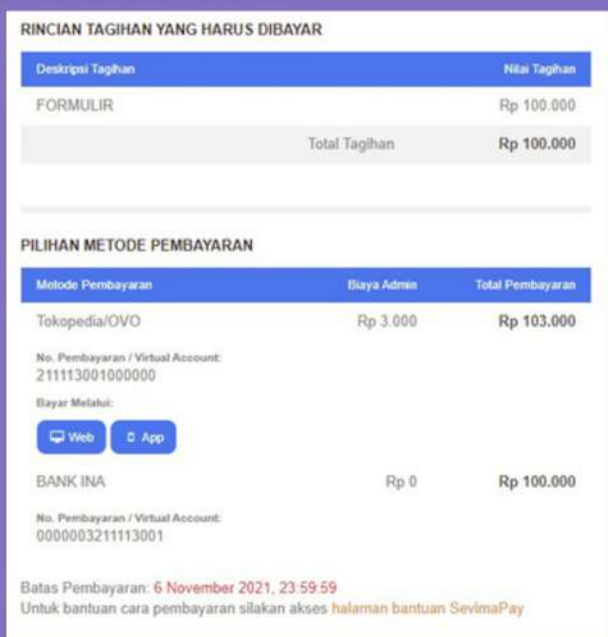 RINCIAN TAGIHAN YANG HARUS DIBAYAR
Deskripsi Tagihan Nilai Tagihan
FORMULIR Rp 100.000
Total Tagihan Rp 100.000
PILIHAN METODE PEMBAYARAN
Metode Pembayaran Biaya Admin Total Pembayaran
Tokopedia/OVO Rp 3.000 Rp 103.000
No. Pembayaran / Virtual Account:
211113001000000
Bayar Melalui:
Web App
BANK INA Rp 0 Rp 100.000
No. Pembayaran / Virtual Account:
0000003211113001
Batas Pembayaran: 6 November 2021, 23:59:59
Untuk bantuan cara pembayaran silakan akses halaman bantuan SevimaPay